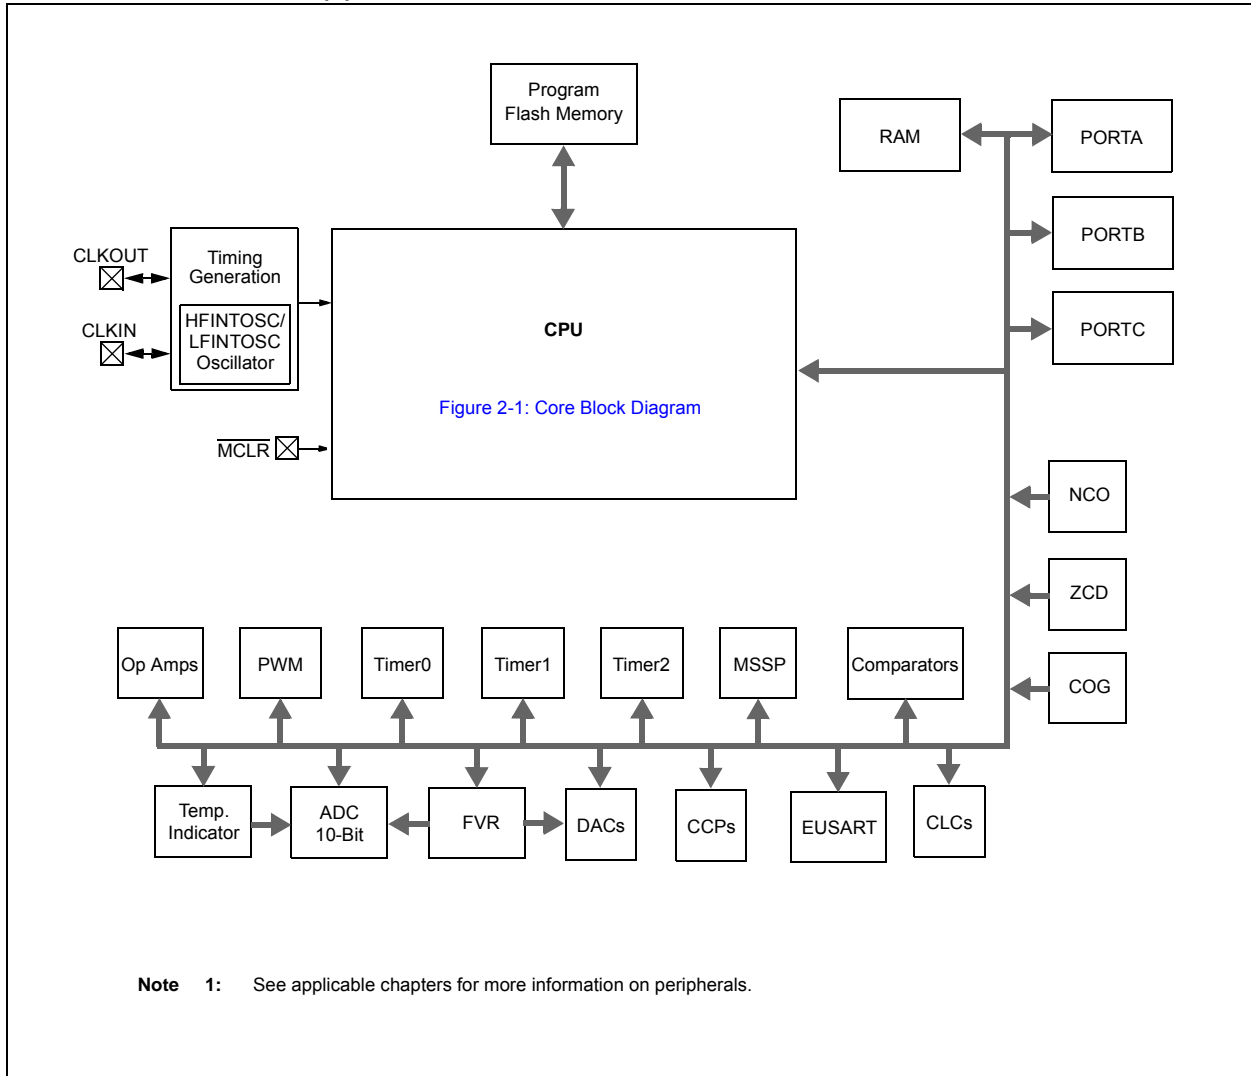 Program
Flash Memory
RAM
PORTA
PORTB
PORTC
CLKOUT
Timing
Generation
HFINTOSC/
LFINTOSC
Oscillator
CLKIN
CPU
Figure 2-1: Core Block Diagram
MCLR
NCO
ZCD
COG
Op Amps
PWM
Timer0
Timer1
Timer2
MSSP
Comparators
Temp.
Indicator
ADC
10-Bit
FVR
DACs
CCPs
EUSART
CLCs
Note 1: See applicable chapters for more information on peripherals.